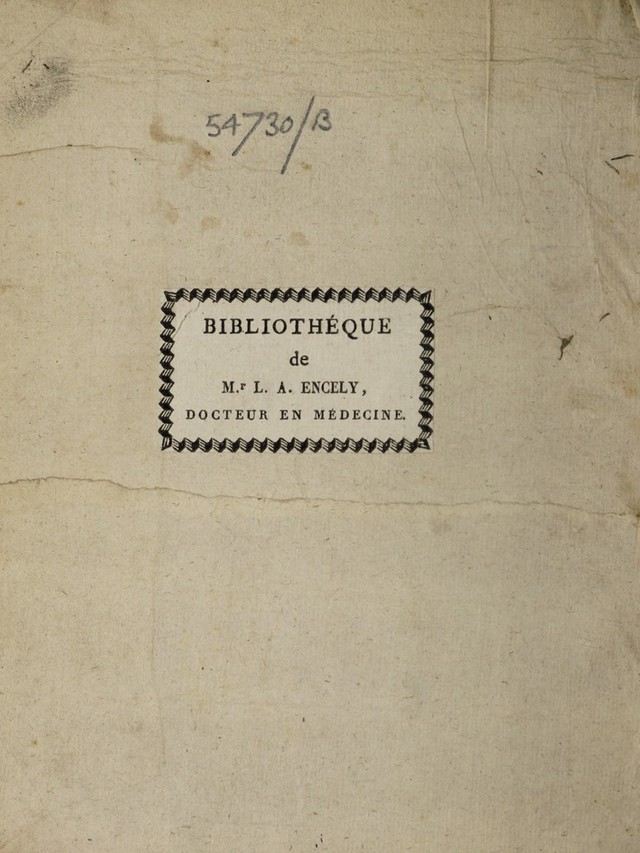 54730/B
BIBLIOTHÉQUE
de
M.r L. A. ENCELY,
DOCTEUR EN MÉDECINE.